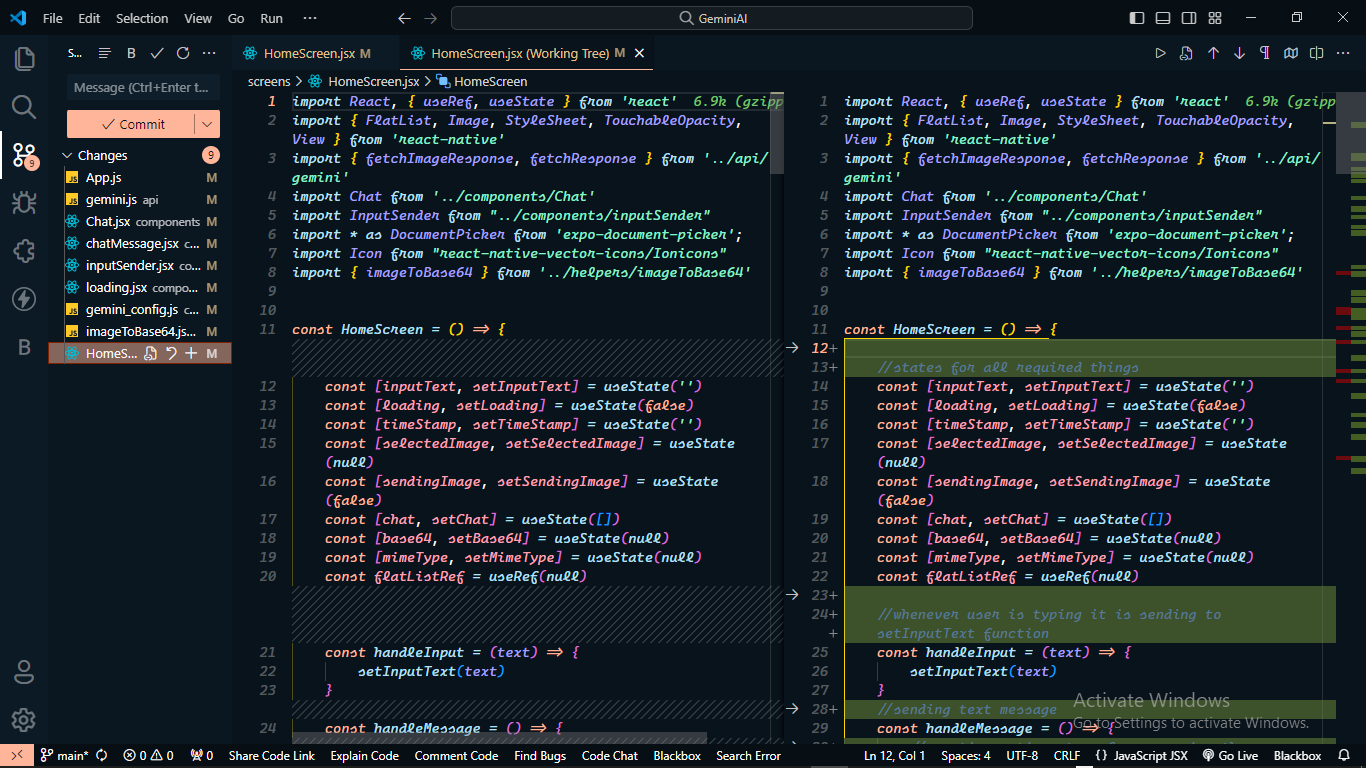 File Edit Selection View Go Run ··· GeminiAI
S... B ···
HomeScreen.jsx M
HomeScreen.jsx (Working Tree) M
Message (Ctrl+Enter t...
Commit
Changes 9
9
App.js M
gemini.js api M
Chat.jsx components M
chatMessage.jsx c... M
inputSender.jsx co... M
loading.jsx compo... M
gemini_config.js c... M
imageToBase64.js... M
HomeS... M
B
screens > HomeScreen.jsx > HomeScreen
1 import React, { useRef, useState } from 'react' 6.9k (gzipp
2 import { FlatList, Image, StyleSheet, TouchableOpacity,
View } from 'react-native'
3 import { fetchImageResponse, fetchResponse } from '../api/
gemini'
4 import Chat from '../components/Chat'
5 import InputSender from "../components/inputSender"
6 import * as DocumentPicker from 'expo-document-picker';
7 import Icon from "react-native-vector-icons/Ionicons"
8 import { imageToBase64 } from '../helpers/imageToBase64'
9
10
11 const HomeScreen = () => {
12 const [inputText, setInputText] = useState('')
13 const [loading, setLoading] = useState(false)
14 const [timeStamp, setTimeStamp] = useState('')
15 const [selectedImage, setSelectedImage] = useState
(null)
16 const [sendingImage, setSendingImage] = useState
(false)
17 const [chat, setChat] = useState([])
18 const [base64, setBase64] = useState(null)
19 const [mimeType, setMimeType] = useState(null)
20 const flatListRef = useRef(null)
21 const handleInput = (text) => {
22 setInputText(text)
23 }
24 const handleMessage = () => {
1 import React, { useRef, useState } from 'react' 6.9k (gzipp
2 import { FlatList, Image, StyleSheet, TouchableOpacity,
View } from 'react-native'
3 import { fetchImageResponse, fetchResponse } from '../api/
gemini'
4 import Chat from '../components/Chat'
5 import InputSender from "../components/inputSender"
6 import * as DocumentPicker from 'expo-document-picker';
7 import Icon from "react-native-vector-icons/Ionicons"
8 import { imageToBase64 } from '../helpers/imageToBase64'
9
10
11 const HomeScreen = () => {
12+
13+ //states for all required things
14 const [inputText, setInputText] = useState('')
15 const [loading, setLoading] = useState(false)
16 const [timeStamp, setTimeStamp] = useState('')
17 const [selectedImage, setSelectedImage] = useState
(null)
18 const [sendingImage, setSendingImage] = useState
(false)
19 const [chat, setChat] = useState([])
20 const [base64, setBase64] = useState(null)
21 const [mimeType, setMimeType] = useState(null)
22 const flatListRef = useRef(null)
23+
24+ //whenever user is typing it is sending to
+ setInputText function
25 const handleInput = (text) => {
26 setInputText(text)
27 }
28+ //sending text message
29 const handleMessage = () => {
Activate Windows
Go to Settings to activate Windows.
main* 0 0 0 Share Code Link Explain Code Comment Code Find Bugs Code Chat Blackbox Search Error Ln 12, Col 1 Spaces: 4 UTF-8 CRLF {} JavaScript JSX Go Live Blackbox